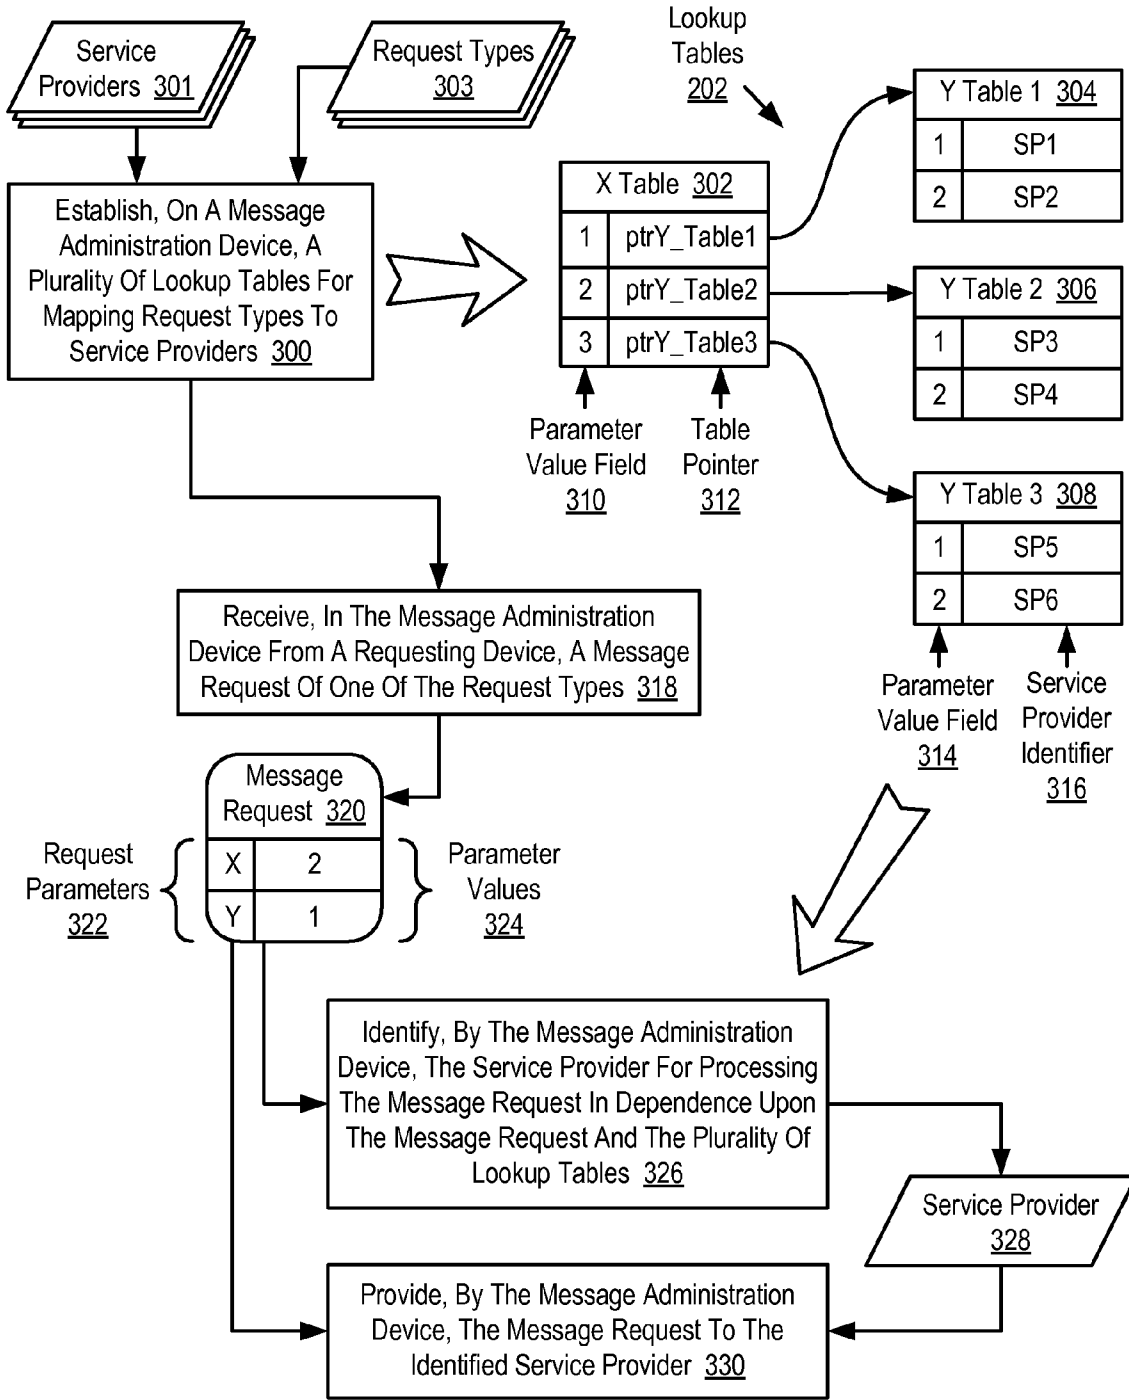 Service
Providers 301
Request Types
303
Lookup
Tables
202
Establish, On A Message
Administration Device, A
Plurality Of Lookup Tables For
Mapping Request Types To
Service Providers 300
X Table 302
1 ptrY_Table1
2 ptrY_Table2
3 ptrY_Table3
Parameter
Value Field
310
Table
Pointer
312
Y Table 1 304
1 SP1
2 SP2
Y Table 2 306
1 SP3
2 SP4
Y Table 3 308
1 SP5
2 SP6
Parameter
Value Field
314
Service
Provider
Identifier
316
Receive, In The Message Administration
Device From A Requesting Device, A Message
Request Of One Of The Request Types 318
Message
Request 320
X 2
Y 1
Request
Parameters
322
Parameter
Values
324
Identify, By The Message Administration
Device, The Service Provider For Processing
The Message Request In Dependence Upon
The Message Request And The Plurality Of
Lookup Tables 326
Service Provider
328
Provide, By The Message Administration
Device, The Message Request To The
Identified Service Provider 330